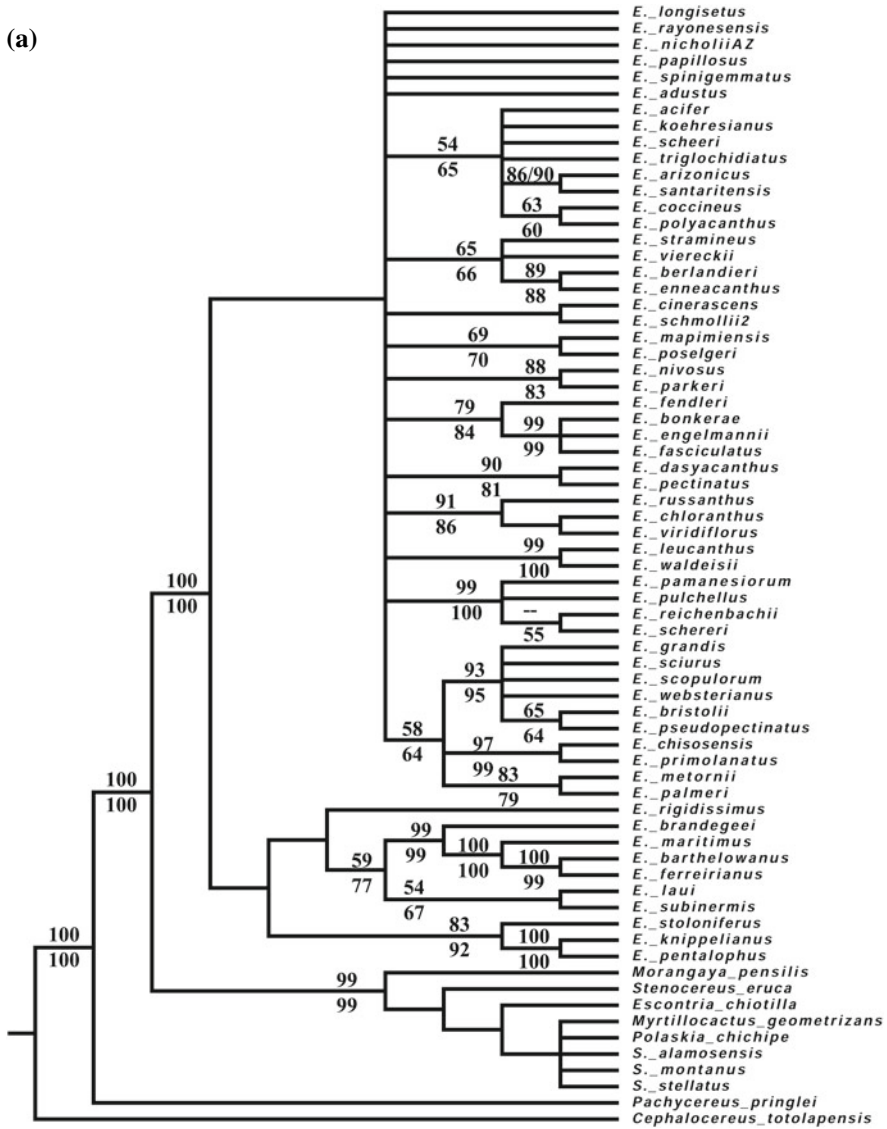 (a)
E._longisetus
E._rayonesensis
E._nicholiiAZ
E._papillosus
E._spinigemmatus
E._adustus
E._acifer
E._koehresianus
54
E._scheeri
65
E._triglochidiatus
86/90
E._arizonicus
E._santaritensis
63
E._coccineus
E._polyacanthus
60
65
E._stramineus
66
E._viereckii
89
E._berlandieri
88
E._enneacanthus
E._cinerascens
E._schmollii2
69
E._mapimiensis
70
E._poselgeri
88
E._nivosus
83
E._parkeri
79
E._fendleri
84
99
E._bonkerae
E._engelmannii
99
E._fasciculatus
90
E._dasyacanthus
81
E._pectinatus
91
E._russanthus
86
E._chloranthus
E._viridiflorus
99
E._leucanthus
100
E._waldeisii
100
100
99
E._pamanesiorum
100
E._pulchellus
--
E._reichenbachii
55
E._schereri
E._grandis
93
E._sciurus
95
E._scopulorum
E._websterianus
65
E._bristolii
64
E._pseudopectinatus
58
64
97
E._chisosensis
99
E._primolanatus
83
E._metornii
79
E._palmeri
100
100
E._rigidissimus
99
E._brandegeei
99
100
E._maritimus
100
59
77
100
E._barthelowanus
99
E._ferreirianus
54
E._laui
67
E._subinermis
83
E._stoloniferus
92
100
E._knippelianus
100
E._pentalophus
100
100
99
99
Morangaya_pensilis
Stenocereus_eruca
Escontria_chiotilla
Myrtillocactus_geometrizans
Polaskia_chichipe
S._alamosensis
S._montanus
S._stellatus
Pachycereus_pringlei
Cephalocereus_totolapensis